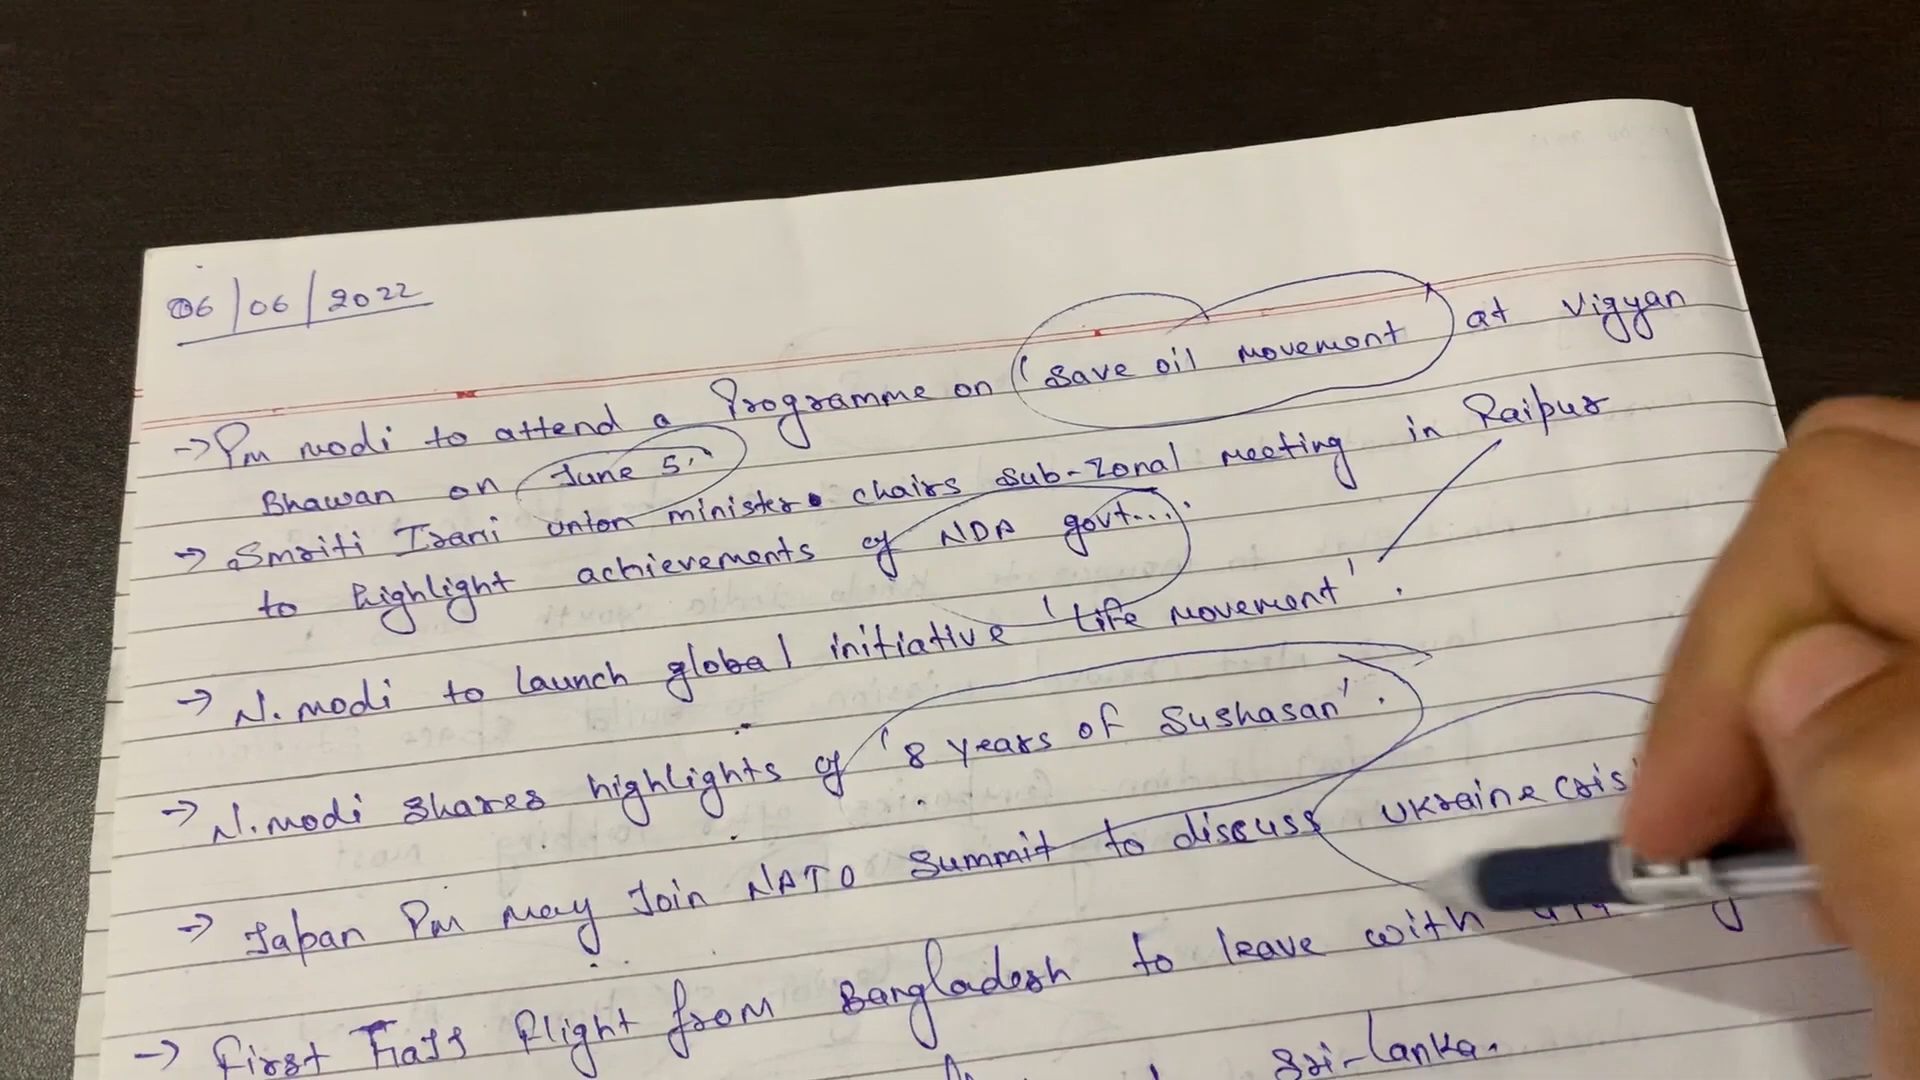 06/06/2022
→ Pm modi to attend a Programme on 'save oil movement at Vigyan
Bhawan on June 5.
→ Smriti Irani union minister chairs sub-zonal meeting in Raipur
to highlight achievements of NDA govt...
→ N. modi to launch global initiative 'Life movement'.
→ N. modi shares highlights of '8 years of Sushasan'.
→ Japan Pm may Join NATO summit to discuss Ukraine
→ First flight from Bangladesh to leave with
Sri-Lanka.